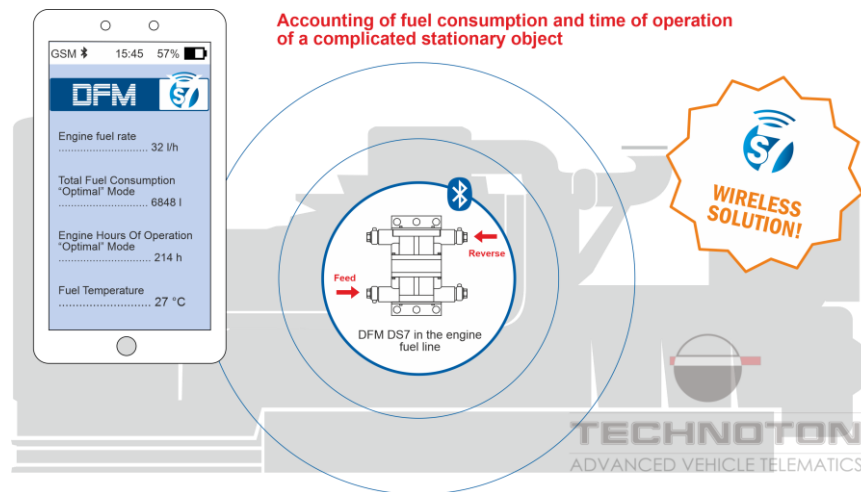 Accounting of fuel consumption and time of operation
of a complicated stationary object
GSM 15:45 57%
DFM S7
Engine fuel rate
........................... 32 l/h
Total Fuel Consumption
“Optimal” Mode
.......................... 6848 l
Engine Hours Of Operation
“Optimal” Mode
............................ 214 h
Fuel Temperature
............................ 27 °C
Reverse
Feed
DFM DS7 in the engine
fuel line
S7
WIRELESS
SOLUTION!
TECHNOTON
ADVANCED VEHICLE TELEMATICS